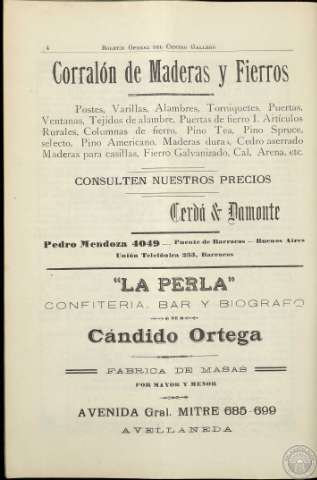 4 BOLETIN OFICIAL DEL CENTRO GALLEGO
Corralón de Maderas y Fierros
Postes, Varillas, Alambres, Torniquetes, Puertas,
Ventanas, Tejidos de alambre, Puertas de fierro I. Artículos
Rurales, Columnas de fierro, Pino Tea, Pino Spruce,
selecto, Pino Americano, Maderas duras, Cedro aserrado
Maderas para casillas, Fierro Galvanizado, Cal, Arena, etc.
CONSULTEN NUESTROS PRECIOS
Cerdá & Damonte
Pedro Mendoza 4049 — Puente de Barracas — Buenos Aires
Unión Telefónica 253, Barracas
"LA PERLA"
CONFITERIA, BAR Y BIOGRAFO
DE
Cándido Ortega
FABRICA DE MASAS
POR MAYOR Y MENOR
AVENIDA Gral. MITRE 685-699
AVELLANEDA